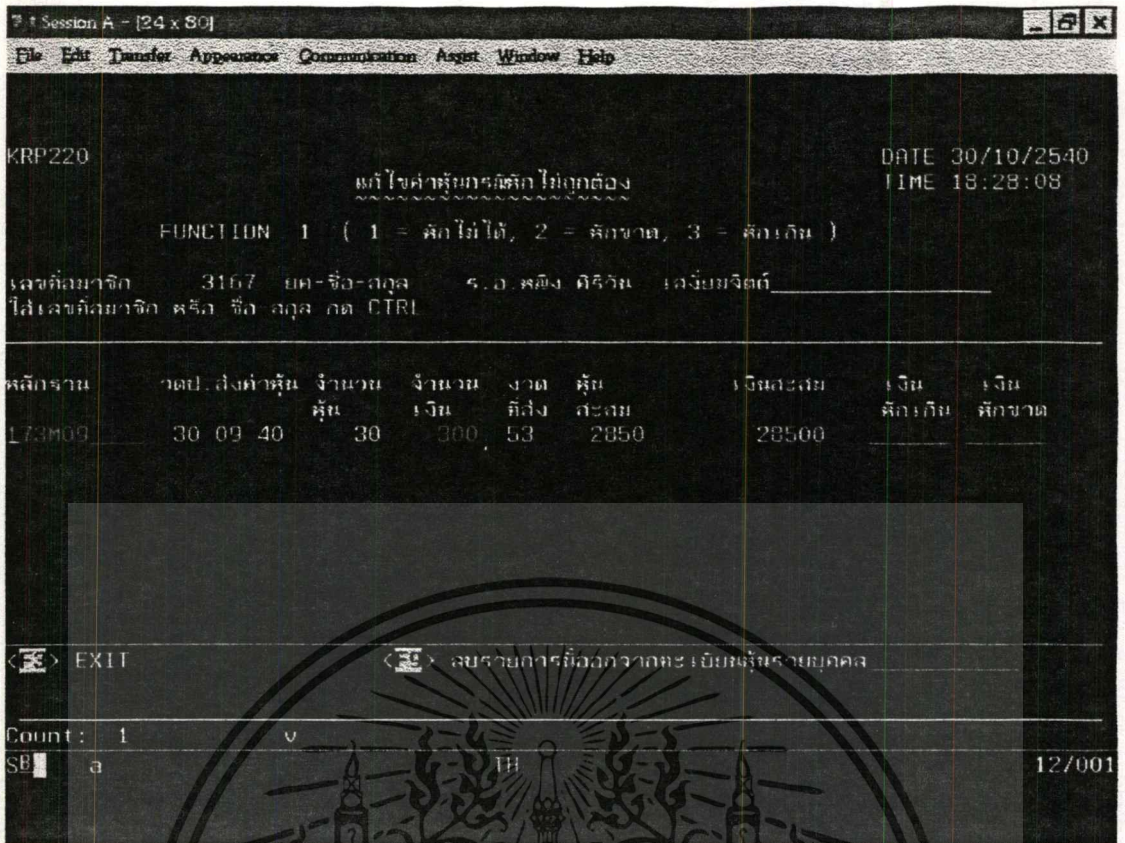 Session A - [24 x 80]
File Edit Transfer Appearance Communication Assist Window Help
KRP220 DATE 30/10/2540
แก้ไขค่าหุ้นกรณีหักไม่ถูกต้อง TIME 18:28:08
FUNCTION 1 ( 1 = หักไม่ได้, 2 = หักขาด, 3 = หักเกิน )
เลขที่สมาชิก 3167 ยศ-ชื่อ-สกุล ร.อ.หญิง ศิริวัน เสงี่ยมจิตต์
ใส่เลขที่สมาชิก หรือ ชื่อ สกุล กด CTRL
หลักฐาน วดป.ส่งค่าหุ้น จำนวน จำนวน งวด หุ้น เงินสะสม เงิน เงิน
หุ้น เงิน ที่ส่ง สะสม หักเกิน หักขาด
L73M09 30 09 40 30 300 53 2850 28500
EXIT ลบรายการนี้ออกจากทะเบียนหุ้นรายบุคคล
Count: 1 v
SB a TH 12/001